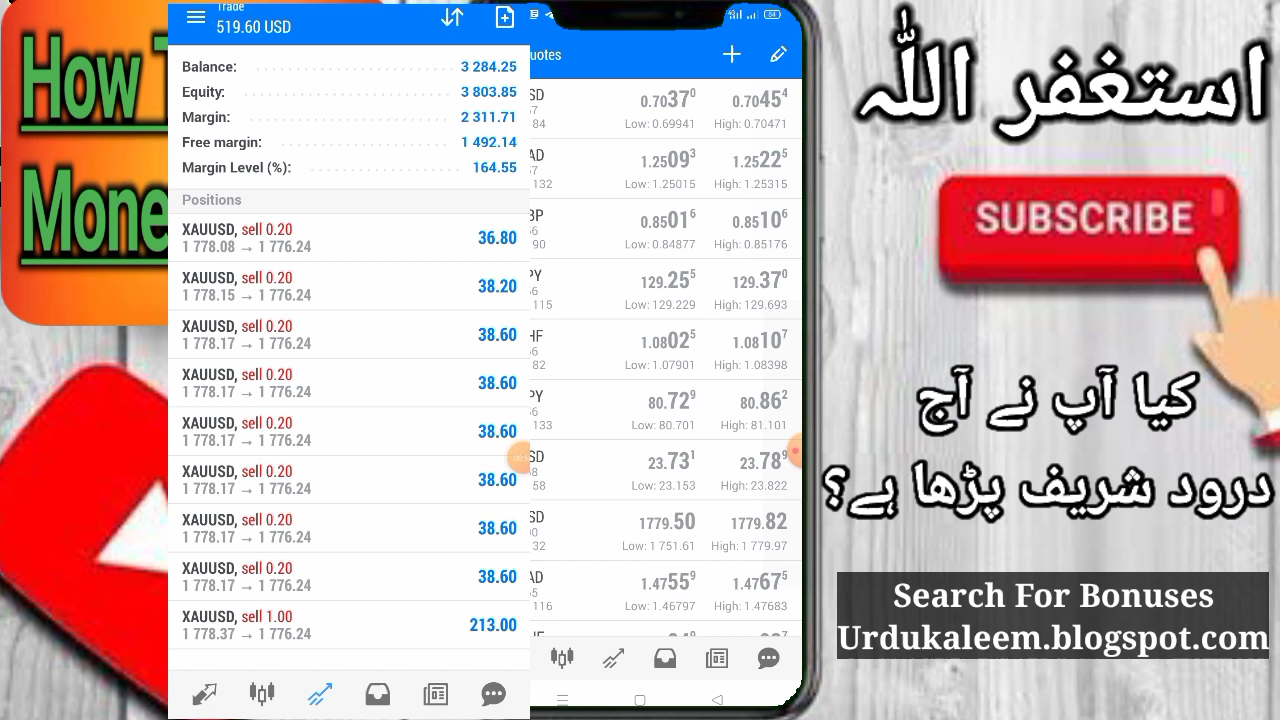 How
Mone
Trade
519.60 USD
Balance: 3 284.25
Equity: 3 803.85
Margin: 2 311.71
Free margin: 1 492.14
Margin Level (%): 164.55
Positions
XAUUSD, sell 0.20
1 778.08 → 1 776.24
36.80
XAUUSD, sell 0.20
1 778.15 → 1 776.24
38.20
XAUUSD, sell 0.20
1 778.17 → 1 776.24
38.60
XAUUSD, sell 0.20
1 778.17 → 1 776.24
38.60
XAUUSD, sell 0.20
1 778.17 → 1 776.24
38.60
XAUUSD, sell 0.20
1 778.17 → 1 776.24
38.60
XAUUSD, sell 0.20
1 778.17 → 1 776.24
38.60
XAUUSD, sell 0.20
1 778.17 → 1 776.24
38.60
XAUUSD, sell 1.00
1 778.37 → 1 776.24
213.00
64
uotes
SD 0.70370 0.70454
84 Low: 0.69941 High: 0.70471
AD 1.25093 1.25225
132 Low: 1.25015 High: 1.25315
BP 0.85016 0.85106
90 Low: 0.84877 High: 0.85176
PY 129.255 129.370
115 Low: 129.229 High: 129.693
HF 1.08025 1.08107
82 Low: 1.07901 High: 1.08398
PY 80.729 80.862
133 Low: 80.701 High: 81.101
SD 23.731 23.789
58 Low: 23.153 High: 23.822
SD 1779.50 1779.82
32 Low: 1 751.61 High: 1 779.97
AD 1.47559 1.47675
116 Low: 1.46797 High: 1.47683
استغفر اللّٰہ
SUBSCRIBE
کیا آپ نے آج
درود شریف پڑھا ہے؟
Search For Bonuses
Urdukaleem.blogspot.com